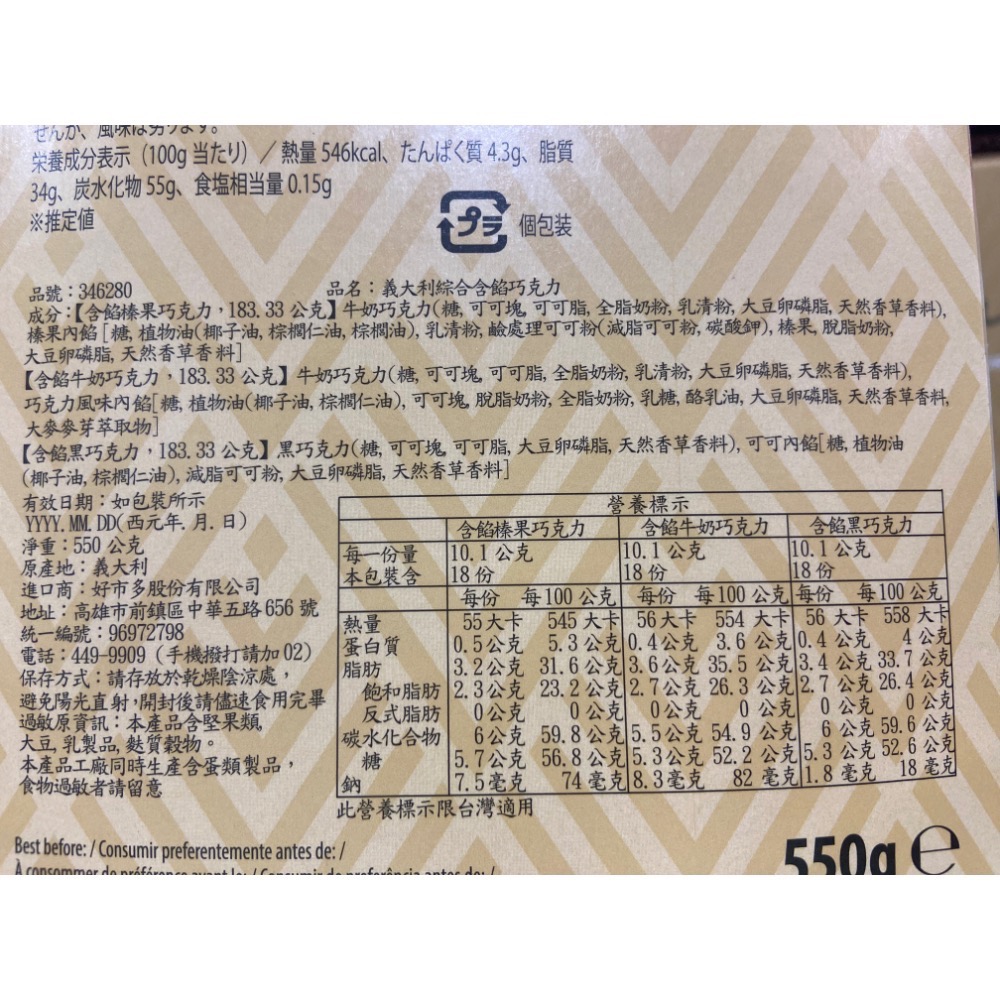 せんが、風味は劣ります。
栄養成分表示（100g 当たり）／熱量 546kcal、たんぱく質 4.3g、脂質
34g、炭水化物 55g、食塩相当量 0.15g
※推定値
プラ 個包装
品號：346280 品名：義大利綜合含餡巧克力
成分：【含餡榛果巧克力，183.33 公克】牛奶巧克力(糖, 可可塊, 可可脂, 全脂奶粉, 乳清粉, 大豆卵磷脂, 天然香草香料),
榛果內餡[糖, 植物油(椰子油, 棕櫚仁油, 棕櫚油), 乳清粉, 鹼處理可可粉(減脂可可粉, 碳酸鉀), 榛果, 脫脂奶粉,
大豆卵磷脂, 天然香草香料]
【含餡牛奶巧克力，183.33 公克】牛奶巧克力(糖, 可可塊, 可可脂, 全脂奶粉, 乳清粉, 大豆卵磷脂, 天然香草香料),
巧克力風味內餡[糖, 植物油(椰子油, 棕櫚仁油), 可可塊, 脫脂奶粉, 全脂奶粉, 乳糖, 酪乳油, 大豆卵磷脂, 天然香草香料,
大麥麥芽萃取物]
【含餡黑巧克力，183.33 公克】黑巧克力(糖, 可可塊, 可可脂, 大豆卵磷脂, 天然香草香料), 可可內餡[糖, 植物油
(椰子油, 棕櫚仁油), 減脂可可粉, 大豆卵磷脂, 天然香草香料]
有效日期：如包裝所示
YYYY.MM.DD(西元年.月.日)
淨重：550 公克
原產地：義大利
進口商：好市多股份有限公司
地址：高雄市前鎮區中華五路 656 號
統一編號：96972798
電話：449-9909（手機撥打請加 02）
保存方式：請存放於乾燥陰涼處，
避免陽光直射，開封後請儘速食用完畢
過敏原資訊：本產品含堅果類,
大豆, 乳製品, 麩質穀物。
本產品工廠同時生產含蛋類製品，
食物過敏者請留意
營養標示
含餡榛果巧克力 含餡牛奶巧克力 含餡黑巧克力
每一份量 10.1 公克 10.1 公克 10.1 公克
本包裝含 18 份 18 份 18 份
每份 每 100 公克 每份 每 100 公克 每份 每 100 公克
熱量 55 大卡 545 大卡 56 大卡 554 大卡 56 大卡 558 大卡
蛋白質 0.5 公克 5.3 公克 0.4 公克 3.6 公克 0.4 公克 4 公克
脂肪 3.2 公克 31.6 公克 3.6 公克 35.5 公克 3.4 公克 33.7 公克
飽和脂肪 2.3 公克 23.2 公克 2.7 公克 26.3 公克 2.7 公克 26.4 公克
反式脂肪 0 公克 0 公克 0 公克 0 公克 0 公克 0 公克
碳水化合物 6 公克 59.8 公克 5.5 公克 54.9 公克 6 公克 59.6 公克
糖 5.7 公克 56.8 公克 5.3 公克 52.2 公克 5.3 公克 52.6 公克
鈉 7.5 毫克 74 毫克 8.3 毫克 82 毫克 1.8 毫克 18 毫克
此營養標示限台灣適用
Best before: / Consumir preferentemente antes de: /
À consommer de préférence avant le: / Consumir de preferência antes de: /
550g ℮